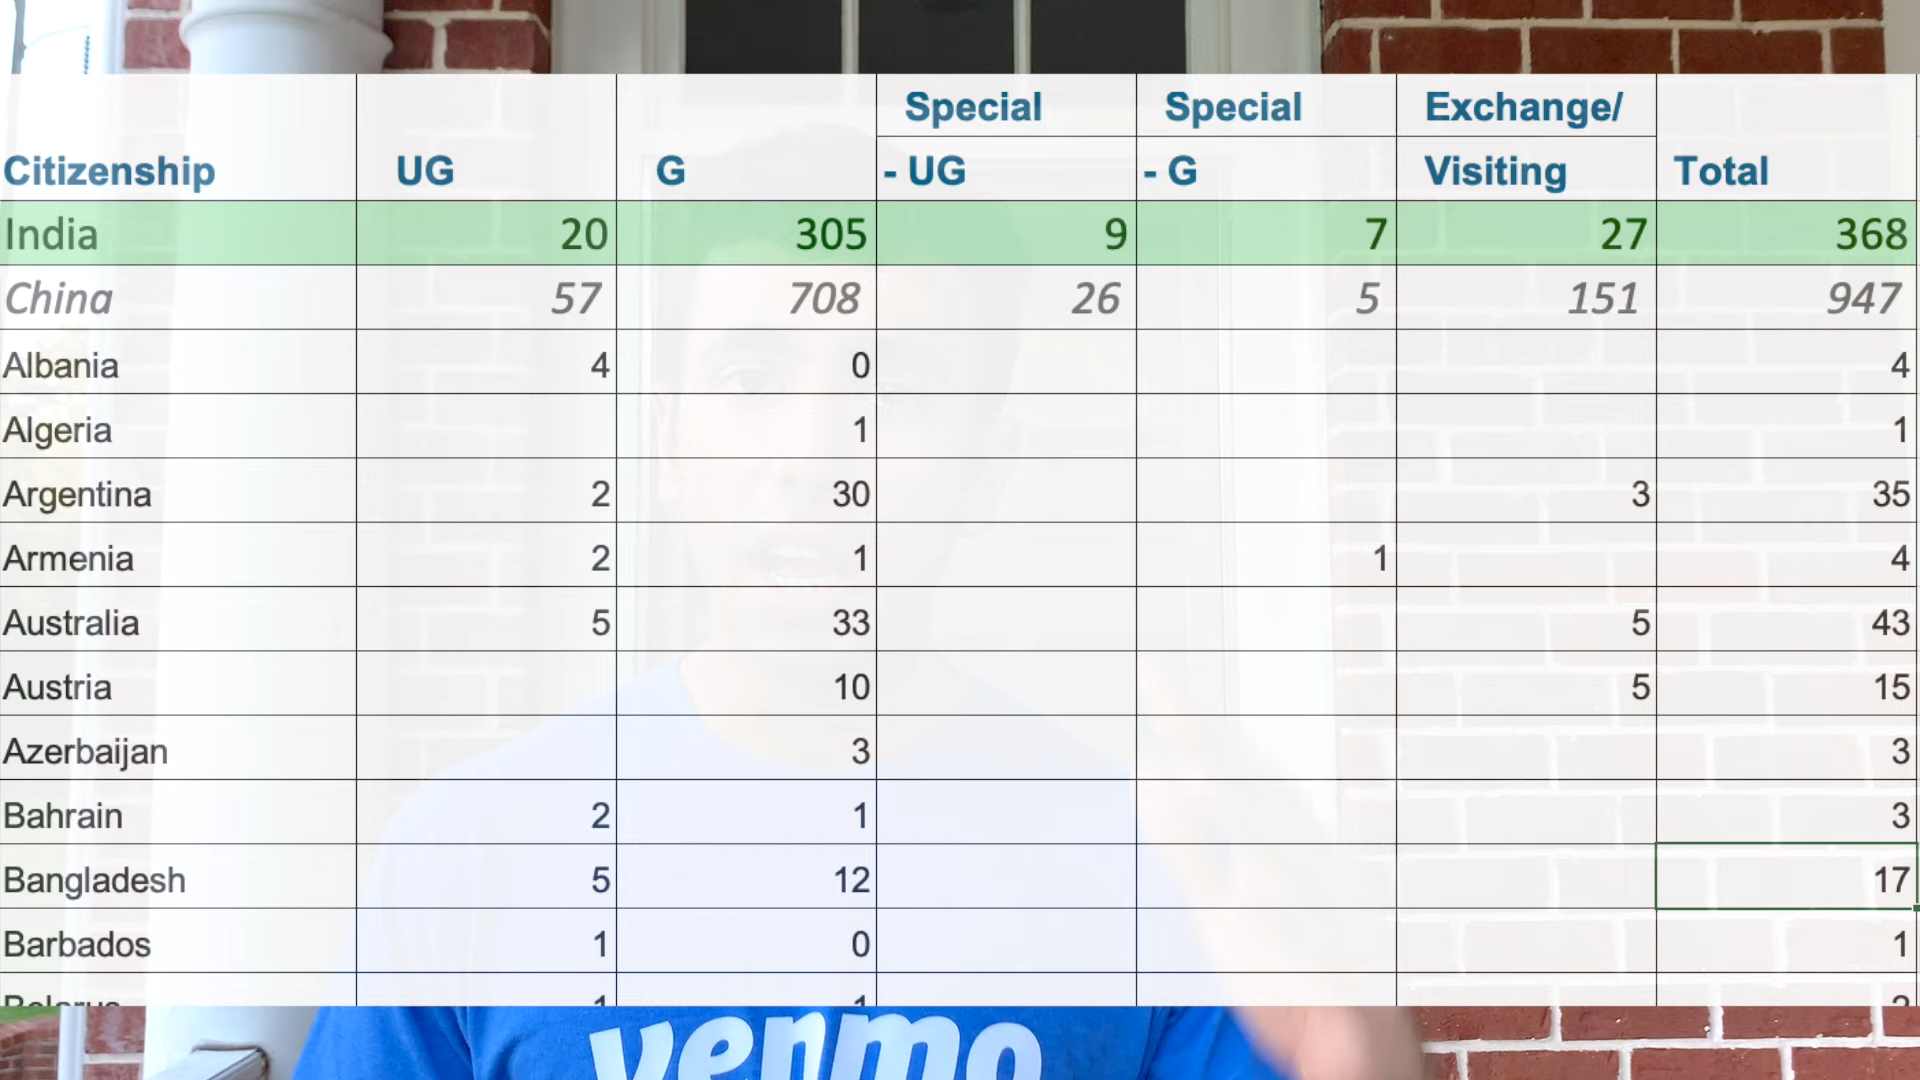 Special Special Exchange/
Citizenship UG G - UG - G Visiting Total
India 20 305 9 7 27 368
China 57 708 26 5 151 947
Albania 4 0 4
Algeria 1 1
Argentina 2 30 3 35
Armenia 2 1 1 4
Australia 5 33 5 43
Austria 10 5 15
Azerbaijan 3 3
Bahrain 2 1 3
Bangladesh 5 12 17
Barbados 1 0 1
venmo